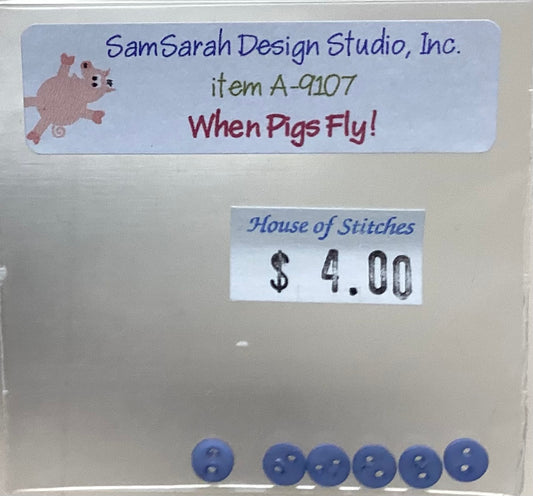 SamSarah Design Studio, Inc.
item A-9107
When Pigs Fly!
House of Stitches
$ 4.00